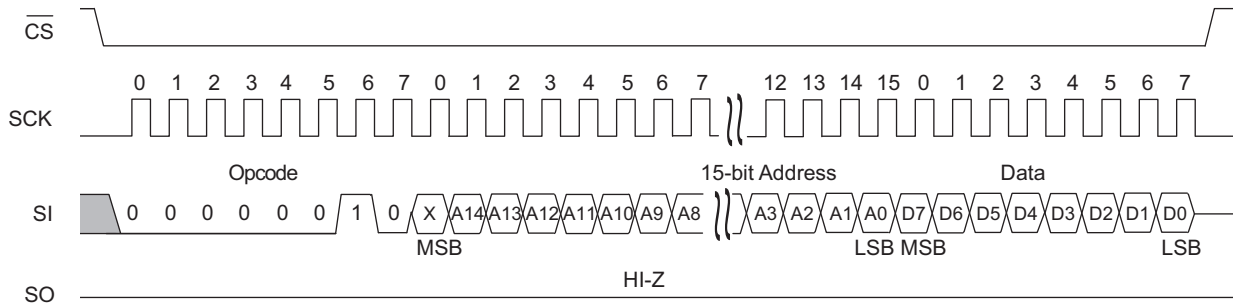 CS
0 1 2 3 4 5 6 7 0 1 2 3 4 5 6 7 12 13 14 15 0 1 2 3 4 5 6 7
SCK
Opcode 15-bit Address Data
SI 0 0 0 0 0 0 1 0 X A14 A13 A12 A11 A10 A9 A8 A3 A2 A1 A0 D7 D6 D5 D4 D3 D2 D1 D0
MSB LSB MSB LSB
HI-Z
SO